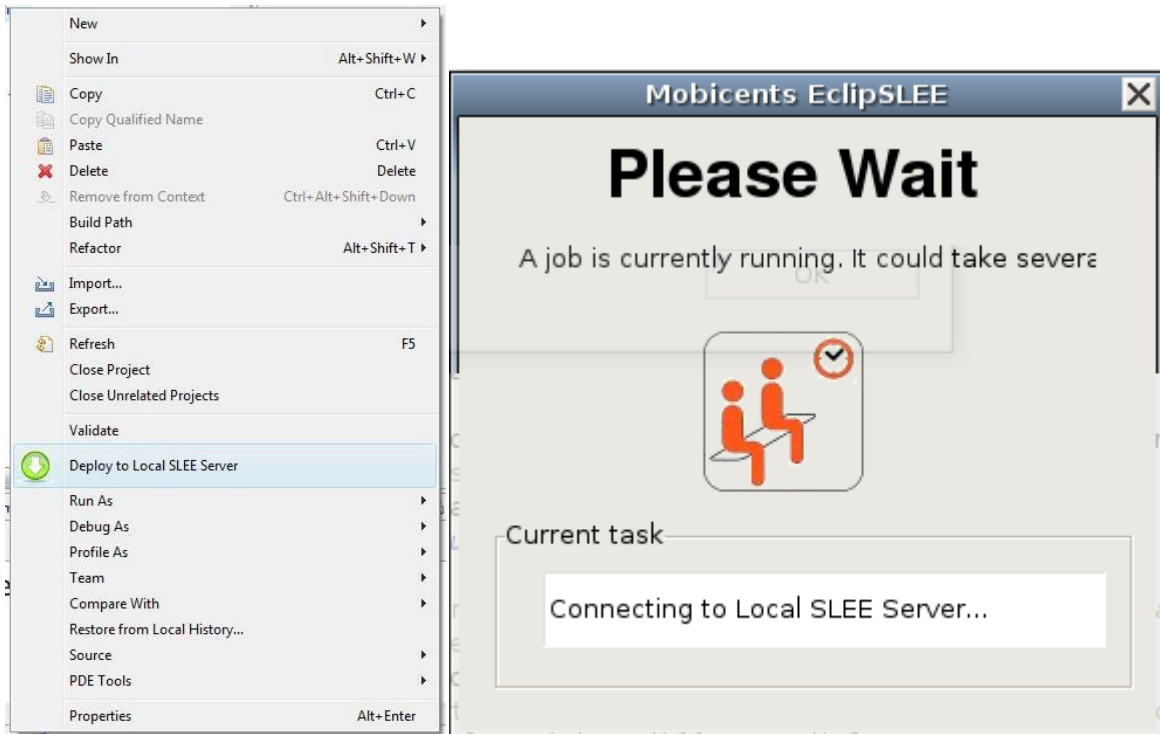 New
Show In Alt+Shift+W
Copy Ctrl+C
Copy Qualified Name
Paste Ctrl+V
Delete Delete
Remove from Context Ctrl+Alt+Shift+Down
Build Path
Refactor Alt+Shift+T
Import...
Export...
Refresh F5
Close Project
Close Unrelated Projects
Validate
Deploy to Local SLEE Server
Run As
Debug As
Profile As
Team
Compare With
Restore from Local History...
Source
PDE Tools
Properties Alt+Enter
Mobicents EclipSLEE
Please Wait
A job is currently running. It could take severa
OK
Current task
Connecting to Local SLEE Server...